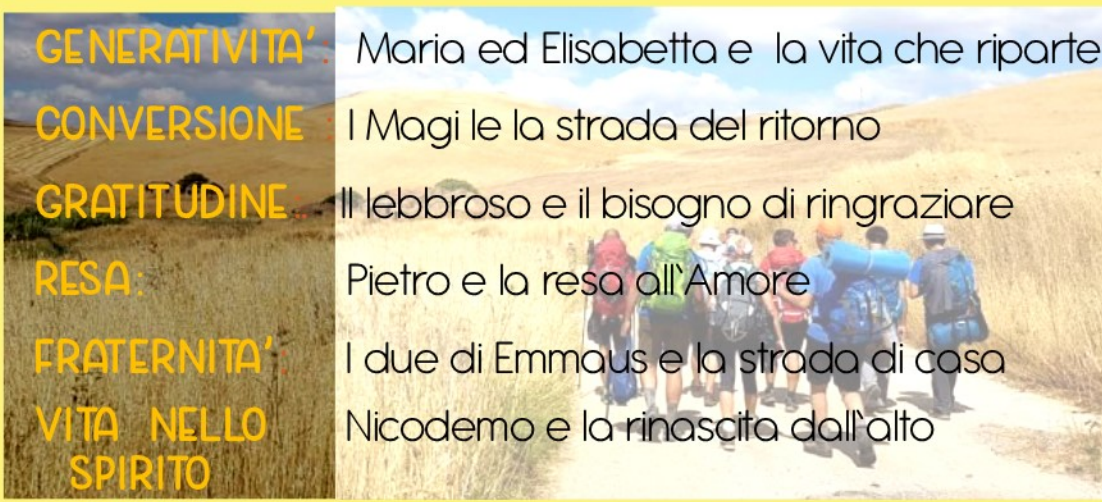 GENERATIVITA': Maria ed Elisabetta e la vita che riparte
CONVERSIONE : I Magi le la strada del ritorno
GRATITUDINE: Il lebbroso e il bisogno di ringraziare
RESA: Pietro e la resa all'Amore
FRATERNITA': I due di Emmaus e la strada di casa
VITA NELLO Nicodemo e la rinascita dall'alto
SPIRITO